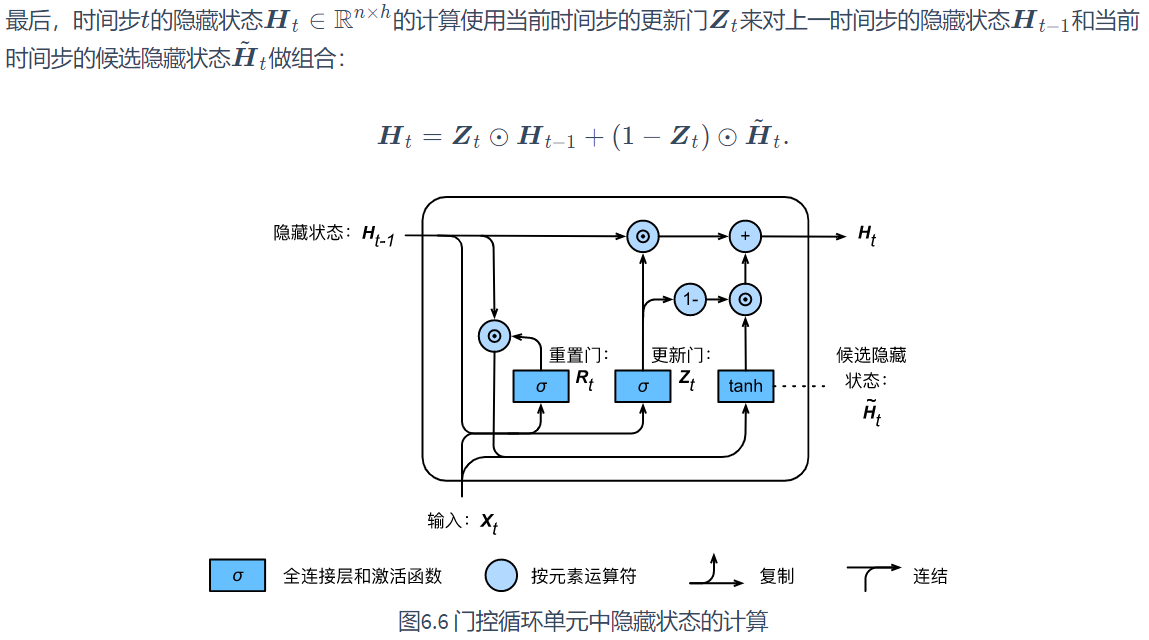 最后，时间步t的隐藏状态H_t ∈ ℝ^{n×h}的计算使用当前时间步的更新门Z_t来对上一时间步的隐藏状态H_{t−1}和当前
时间步的候选隐藏状态H̃_t做组合：
H_t = Z_t ⊙ H_{t−1} + (1 − Z_t) ⊙ H̃_t.
隐藏状态：H_{t-1}
⊙
+
H_t
1-
⊙
⊙
重置门：
R_t
更新门：
Z_t
候选隐藏
状态：
H̃_t
σ
σ
tanh
输入：X_t
σ 全连接层和激活函数 按元素运算符 复制 连结
图6.6 门控循环单元中隐藏状态的计算